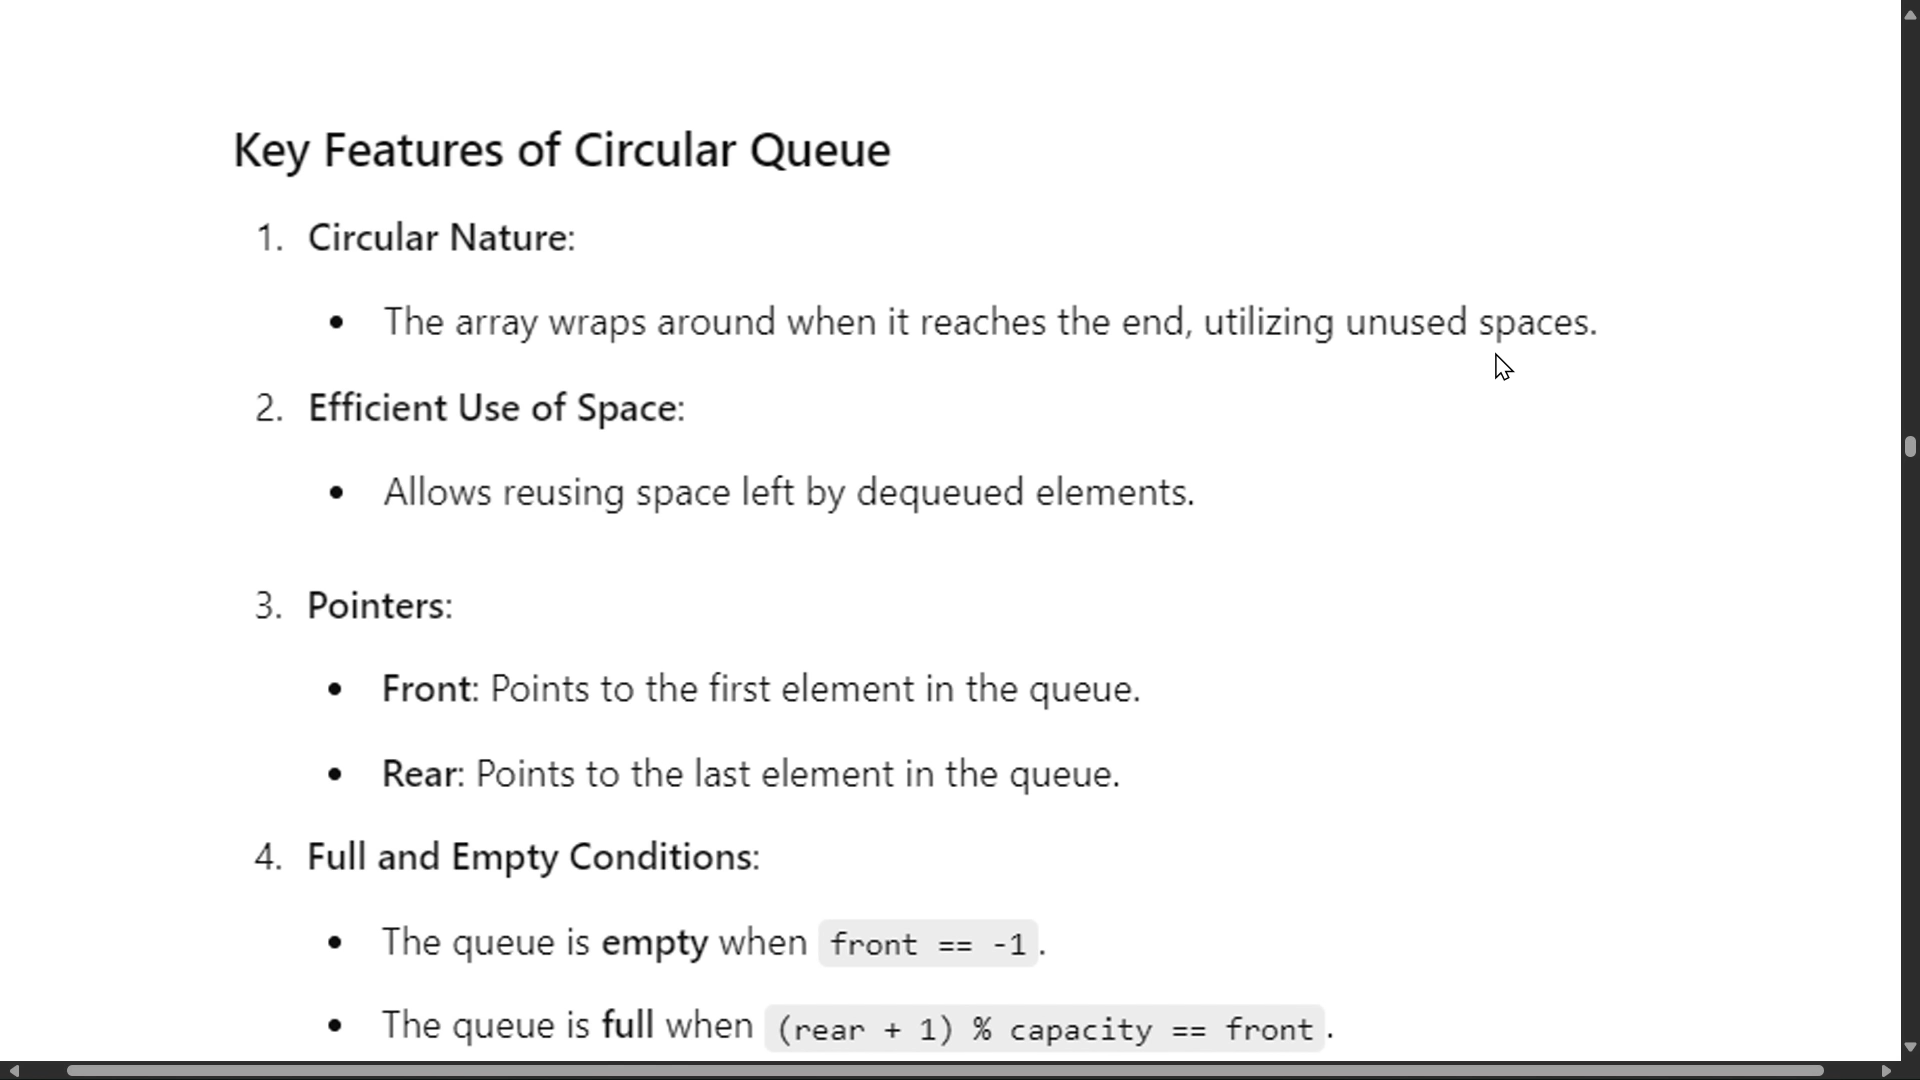 Key Features of Circular Queue
1. Circular Nature:
• The array wraps around when it reaches the end, utilizing unused spaces.
2. Efficient Use of Space:
• Allows reusing space left by dequeued elements.
3. Pointers:
• Front: Points to the first element in the queue.
• Rear: Points to the last element in the queue.
4. Full and Empty Conditions:
• The queue is empty when front == -1.
• The queue is full when (rear + 1) % capacity == front.